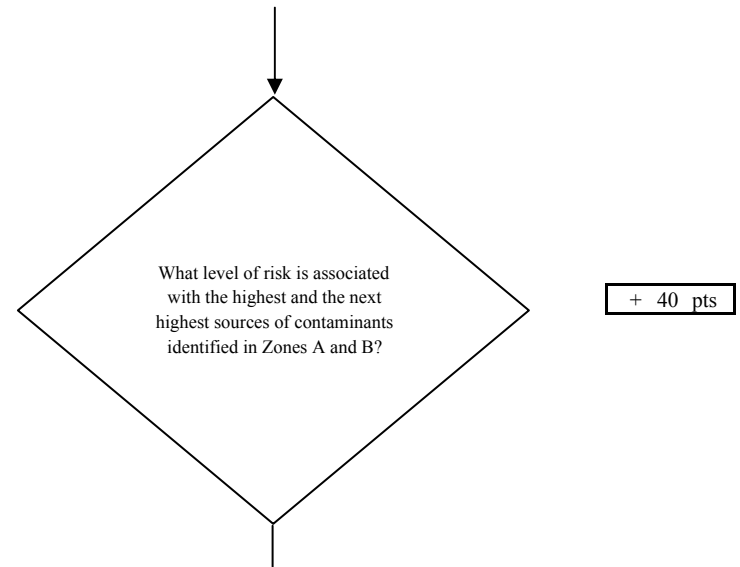 What level of risk is associated
with the highest and the next
highest sources of contaminants
identified in Zones A and B?
+ 40 pts